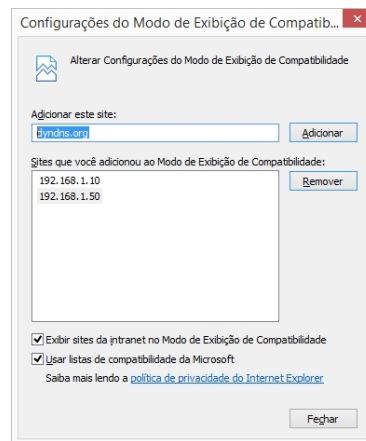 Configurações do Modo de Exibição de Compatib...
Alterar Configurações do Modo de Exibição de Compatibilidade
Adicionar este site:
dyndns.org
Adicionar
Sites que você adicionou ao Modo de Exibição de Compatibilidade:
192.168.1.10
192.168.1.50
Remover
Exibir sites da intranet no Modo de Exibição de Compatibilidade
Usar listas de compatibilidade da Microsoft
Saiba mais lendo a política de privacidade do Internet Explorer
Fechar